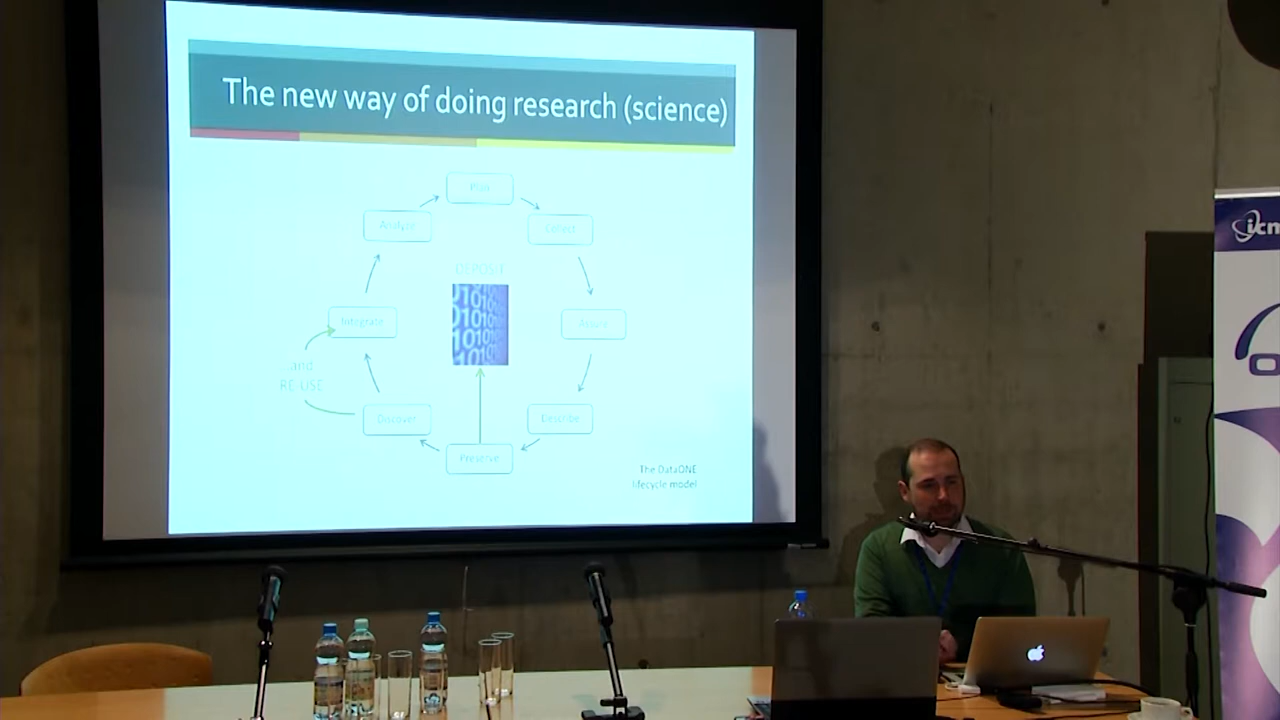 The new way of doing research (science)
Plan
Analyze
Collect
DEPOSIT
Integrate
Assure
...and
RE-USE
Discover
Describe
Preserve
The DataONE
lifecycle model
icm